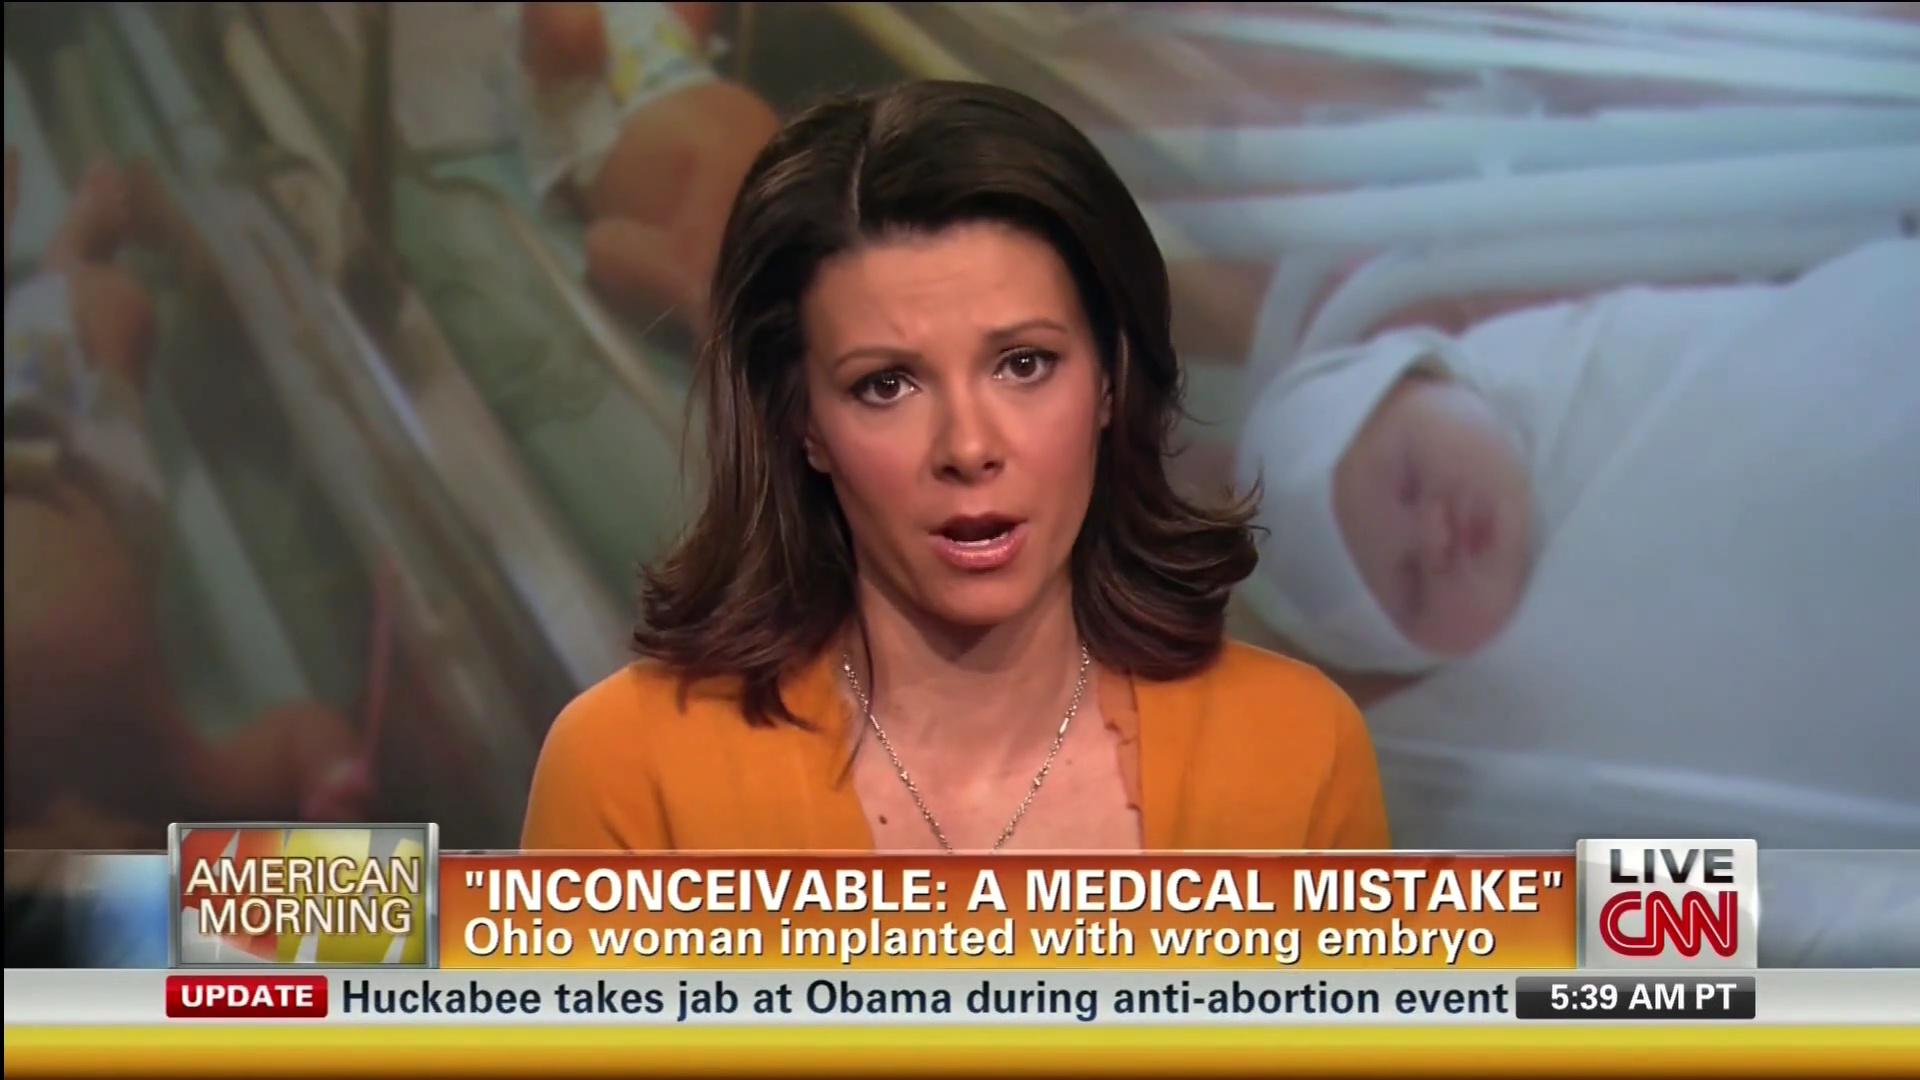 AMERICAN
MORNING
"INCONCEIVABLE: A MEDICAL MISTAKE"
Ohio woman implanted with wrong embryo
LIVE
CNN
UPDATE Huckabee takes jab at Obama during anti-abortion event 5:39 AM PT